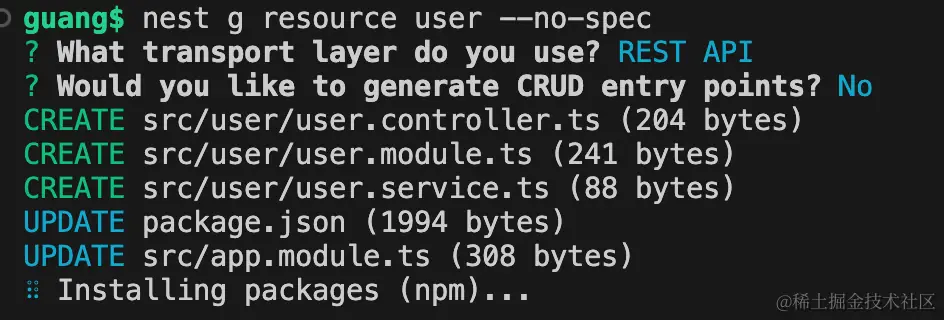 guang$ nest g resource user --no-spec
? What transport layer do you use? REST API
? Would you like to generate CRUD entry points? No
CREATE src/user/user.controller.ts (204 bytes)
CREATE src/user/user.module.ts (241 bytes)
CREATE src/user/user.service.ts (88 bytes)
UPDATE package.json (1994 bytes)
UPDATE src/app.module.ts (308 bytes)
⠿ Installing packages (npm)...
@稀土掘金技术社区